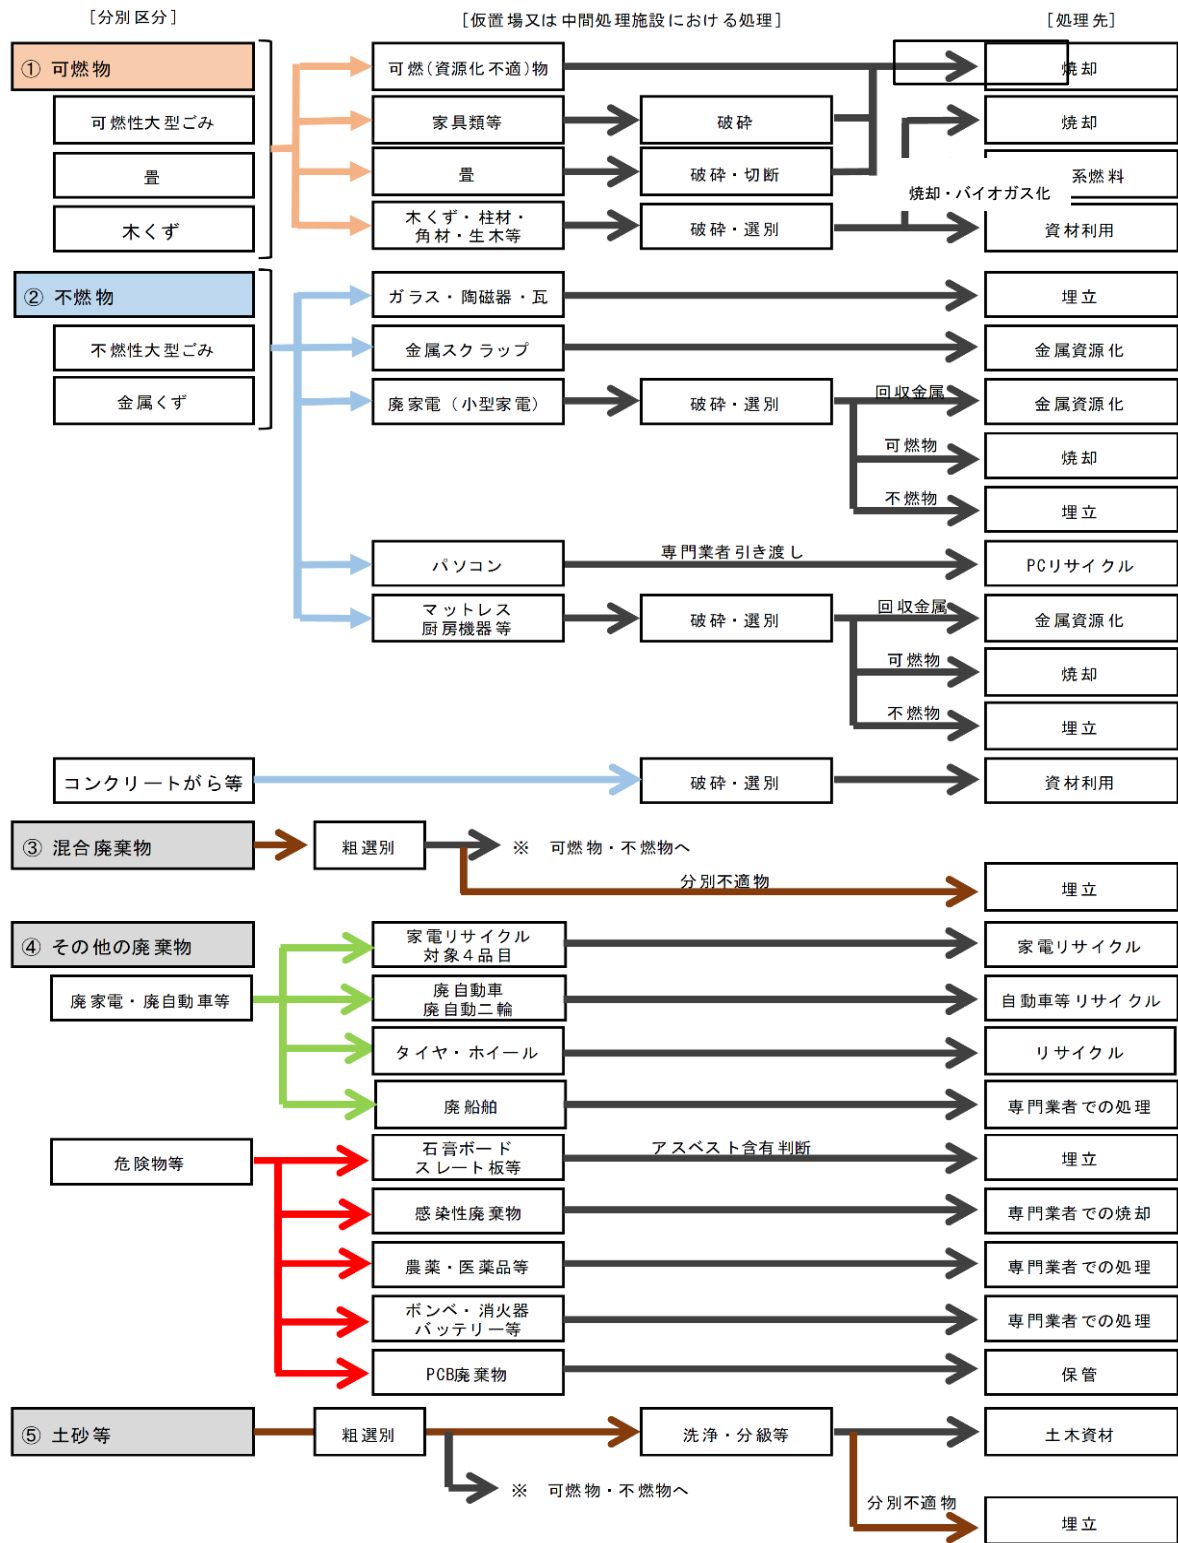 [分別区分]
[仮置場又は中間処理施設における処理]
[処理先]
① 可燃物
可燃(資源化不適)物
焼却
可燃性大型ごみ
家具類等
破砕
焼却
畳
畳
破砕・切断
系燃料
焼却・バイオガス化
木くず
木くず・柱材・
角材・生木等
破砕・選別
資材利用
② 不燃物
ガラス・陶磁器・瓦
埋立
不燃性大型ごみ
金属スクラップ
金属資源化
金属くず
廃家電(小型家電)
破砕・選別
回収金属
金属資源化
可燃物
焼却
不燃物
埋立
パソコン
専門業者引き渡し
PCリサイクル
マットレス
厨房機器等
破砕・選別
回収金属
金属資源化
可燃物
焼却
不燃物
埋立
コンクリートがら等
破砕・選別
資材利用
③ 混合廃棄物
粗選別
※ 可燃物・不燃物へ
分別不適物
埋立
④ その他の廃棄物
家電リサイクル
対象4品目
家電リサイクル
廃家電・廃自動車等
廃自動車
廃自動二輪
自動車等リサイクル
タイヤ・ホイール
リサイクル
廃船舶
専門業者での処理
危険物等
石膏ボード
スレート板等
アスベスト含有判断
埋立
感染性廃棄物
専門業者での焼却
農薬・医薬品等
専門業者での処理
ボンベ・消火器
バッテリー等
専門業者での処理
PCB廃棄物
保管
⑤ 土砂等
粗選別
洗浄・分級等
土木資材
※ 可燃物・不燃物へ
分別不適物
埋立